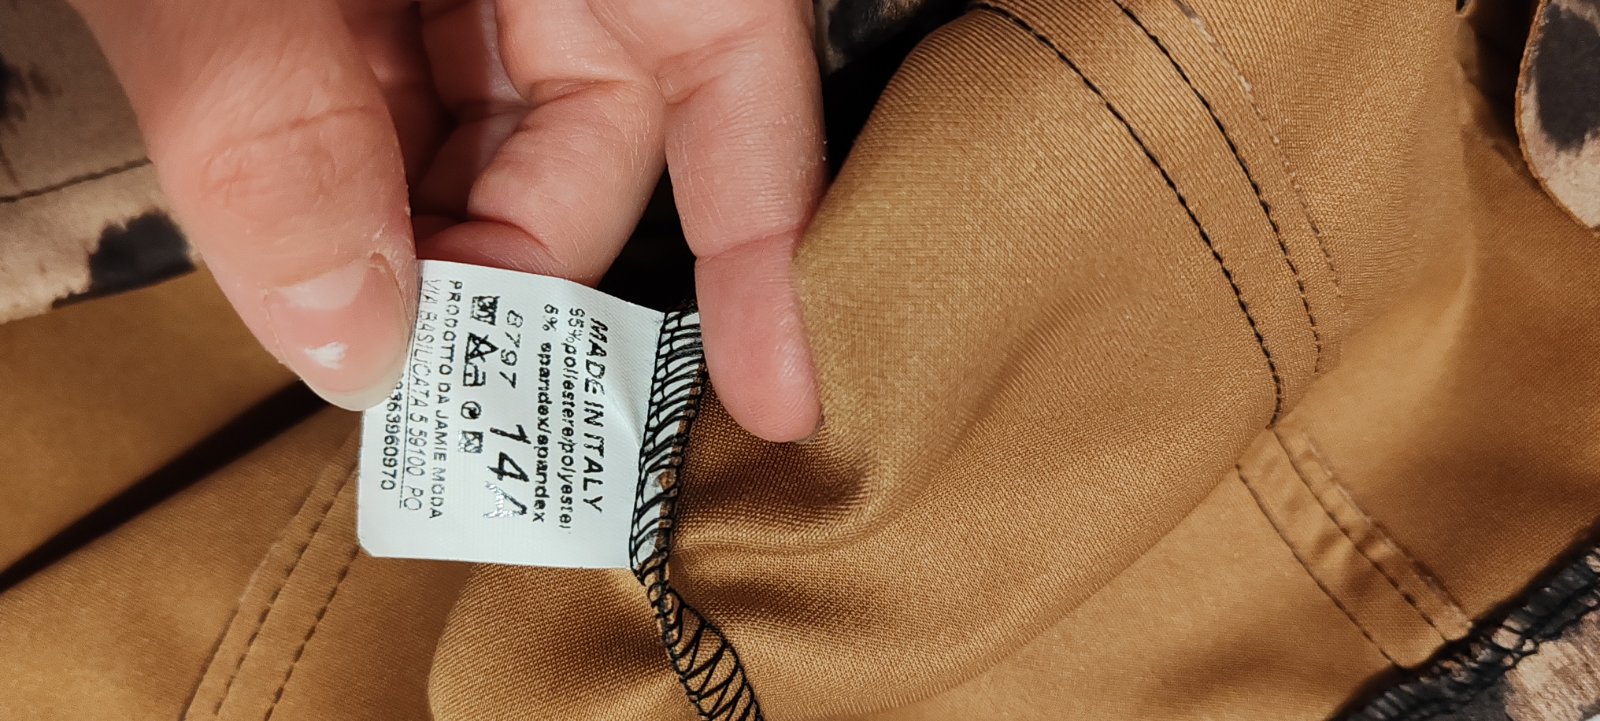 MADE IN ITALY
95%poliestere/polyester
5% spandex/spandex
8797 14A
PRODOTTO DA JAMIE MODA
VIA BASILICATA 5 59100 PO